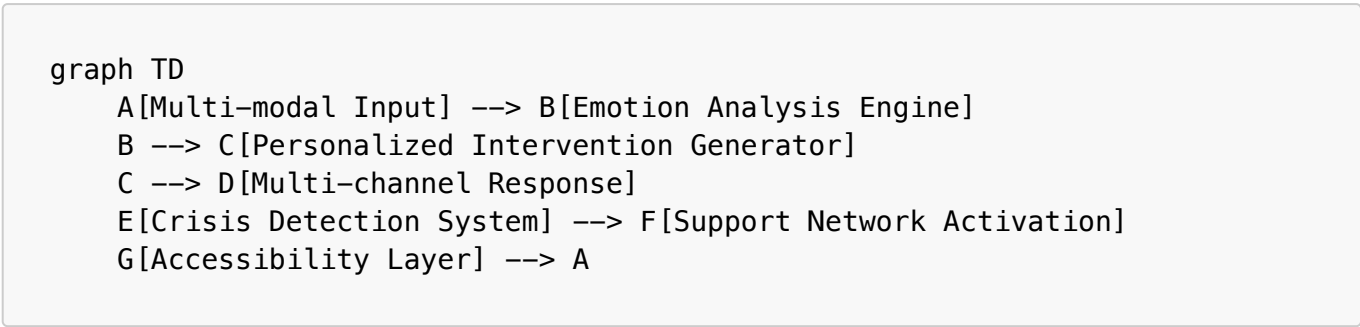 graph TD
    A[Multi-modal Input] --> B[Emotion Analysis Engine]
    B --> C[Personalized Intervention Generator]
    C --> D[Multi-channel Response]
    E[Crisis Detection System] --> F[Support Network Activation]
    G[Accessibility Layer] --> A